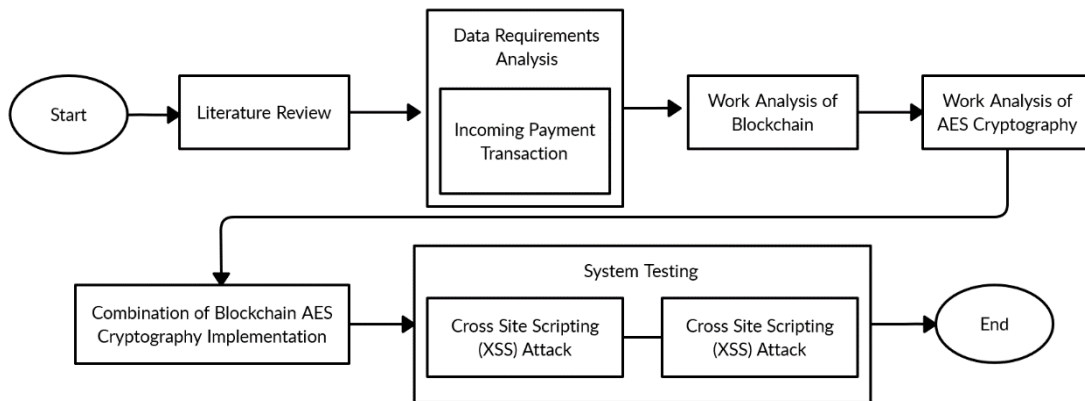 Start
Literature Review
Data Requirements
Analysis
Incoming Payment
Transaction
Work Analysis of
Blockchain
Work Analysis of
AES Cryptography
Combination of Blockchain AES
Cryptography Implementation
System Testing
Cross Site Scripting
(XSS) Attack
Cross Site Scripting
(XSS) Attack
End